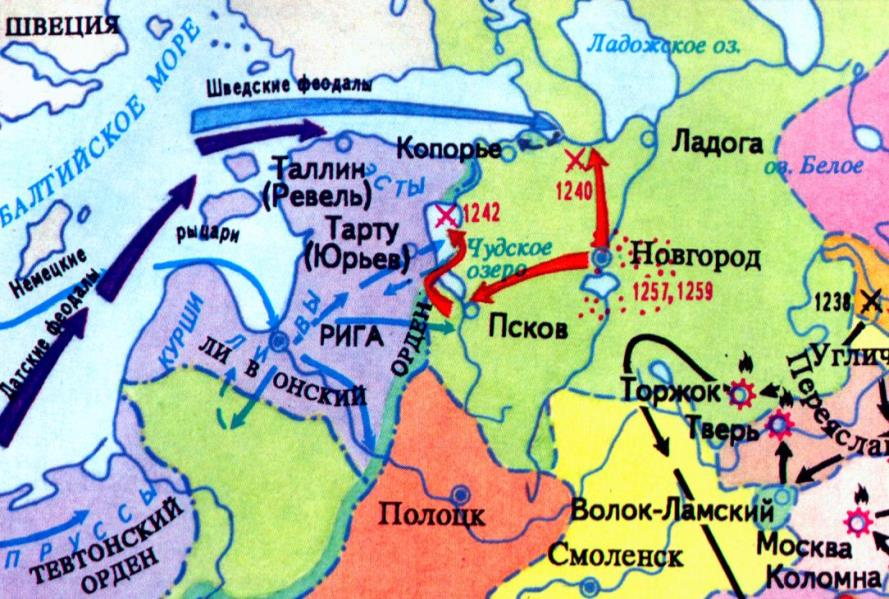 ШВЕЦИЯ
БАЛТИЙСКОЕ МОРЕ
Ладожское оз.
Шведские феодалы
Копорье
Ладога
1240
оз. Белое
Таллин
(Ревель)
ЭСТЫ
1242
Тарту
(Юрьев)
рыцари
Чудское
озеро
Новгород
1257, 1259
Немецкие
Датские феодалы
1238
КУРШИ
ЛИВЫ
РИГА
ОРДЕН
Псков
ЛИВОНСКИЙ
Углич
Торжок
Переяслав
Тверь
Полоцк
Волок-Ламский
ПРУССЫ
ТЕВТОНСКИЙ
ОРДЕН
Смоленск
Москва
Коломна